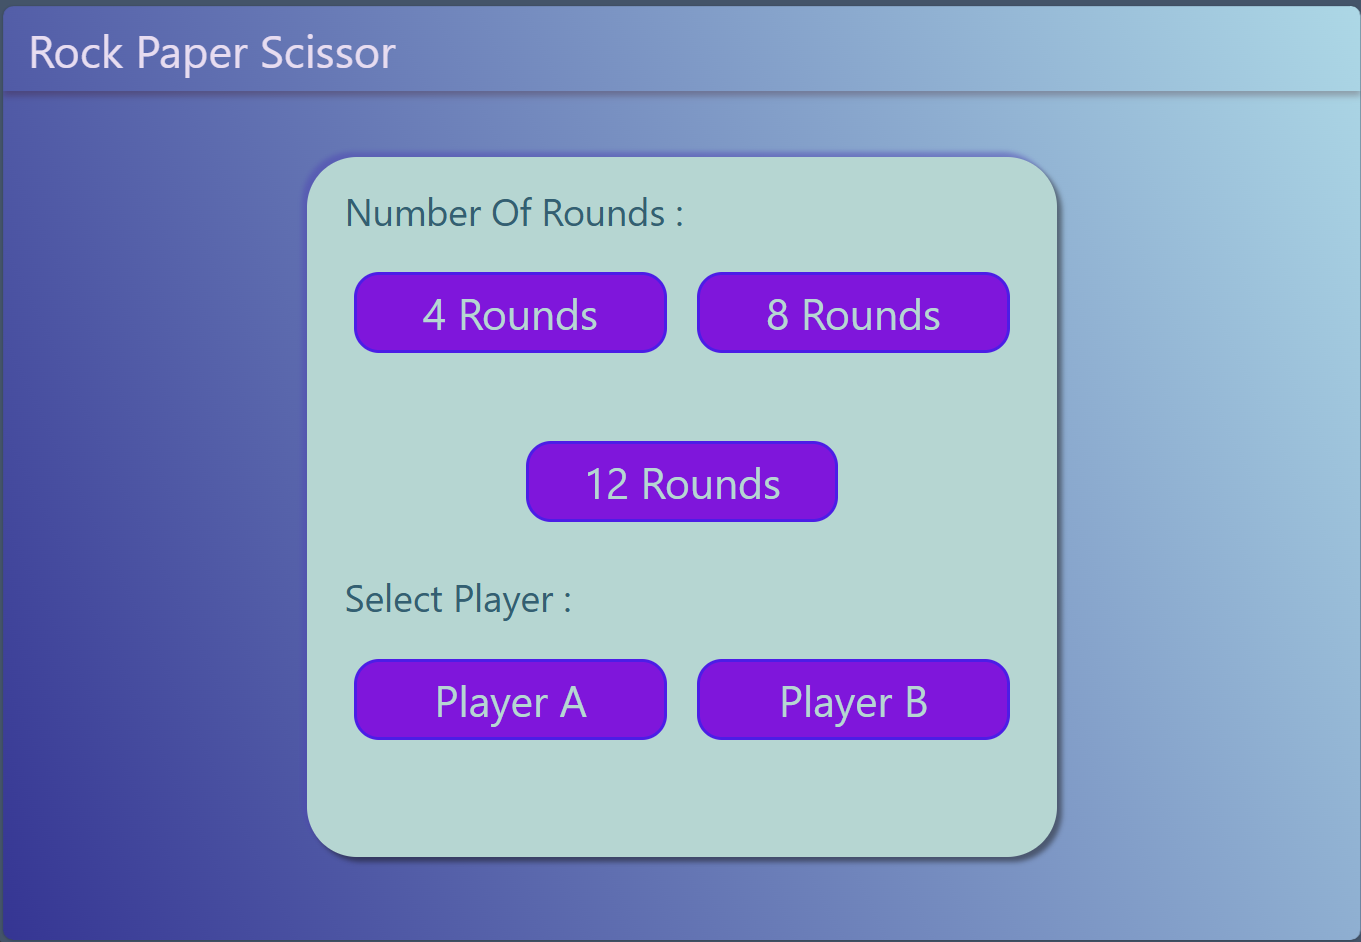 Rock Paper Scissor
Number Of Rounds :
4 Rounds
8 Rounds
12 Rounds
Select Player :
Player A
Player B